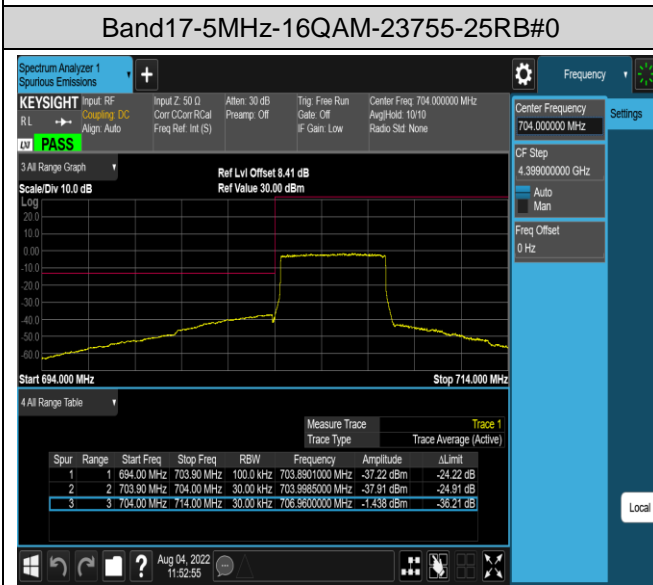 Band17-5MHz-16QAM-23755-25RB#0
Spectrum Analyzer 1
Spurious Emissions
Frequency
KEYSIGHT Input: RF Input Z: 50 Ω Atten: 30 dB Trig: Free Run Center Freq: 704.000000 MHz
RL Coupling: DC Corr CCorr RCal Preamp: Off Gate: Off Avg|Hold: 10/10
Align: Auto Freq Ref: Int (S) IF Gain: Low Radio Std: None
LXI PASS
Center Frequency
704.000000 MHz
Settings
CF Step
4.399000000 GHz
Auto
Man
Freq Offset
0 Hz
3 All Range Graph
Ref Lvl Offset 8.41 dB
Scale/Div 10.0 dB Ref Value 30.00 dBm
Log
20.0
10.0
0.00
-10.0
-20.0
-30.0
-40.0
-50.0
-60.0
Start 694.000 MHz Stop 714.000 MHz
4 All Range Table
Measure Trace Trace 1
Trace Type Trace Average (Active)
Spur Range Start Freq Stop Freq RBW Frequency Amplitude ΔLimit
1 1 694.00 MHz 703.90 MHz 100.0 kHz 703.8901000 MHz -37.22 dBm -24.22 dB
2 2 703.90 MHz 704.00 MHz 30.00 kHz 703.9985000 MHz -37.91 dBm -24.91 dB
3 3 704.00 MHz 714.00 MHz 30.00 kHz 706.9600000 MHz -1.438 dBm -36.21 dB
Local
Aug 04, 2022
11:52:55